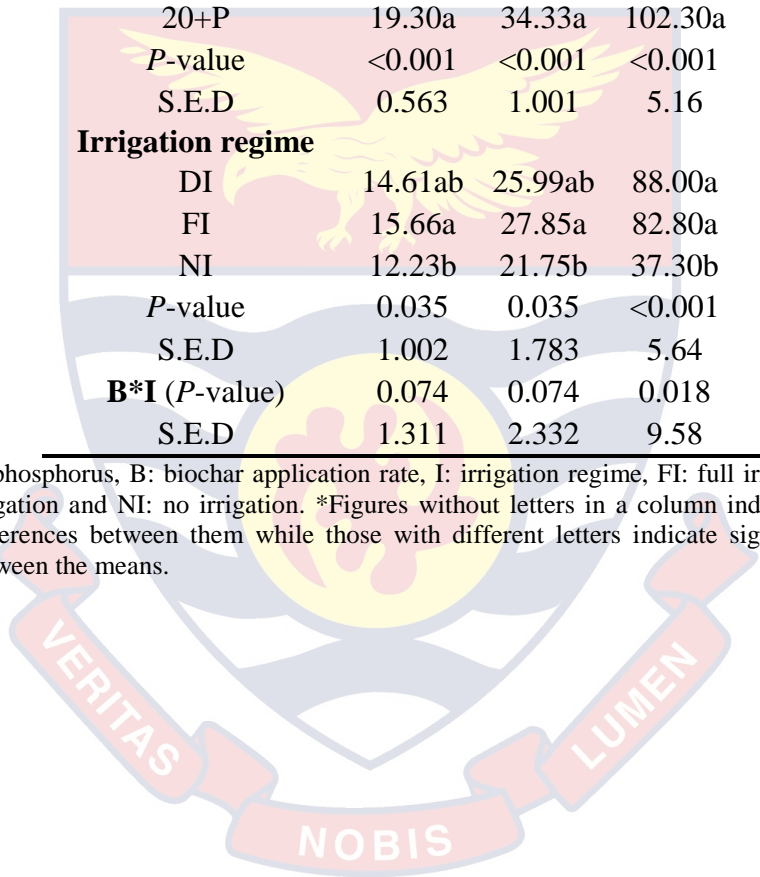 20+P 19.30a 34.33a 102.30a
P-value <0.001 <0.001 <0.001
S.E.D 0.563 1.001 5.16
Irrigation regime
DI 14.61ab 25.99ab 88.00a
FI 15.66a 27.85a 82.80a
NI 12.23b 21.75b 37.30b
P-value 0.035 0.035 <0.001
S.E.D 1.002 1.783 5.64
B*I (P-value) 0.074 0.074 0.018
S.E.D 1.311 2.332 9.58
phosphorus, B: biochar application rate, I: irrigation regime, FI: full ir
gation and NI: no irrigation. *Figures without letters in a column ind
erences between them while those with different letters indicate sig
ween the means.
VERITAS
NOBIS
LUMEN